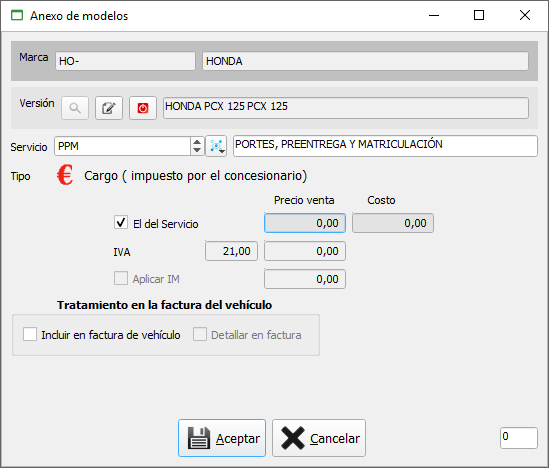 Anexo de modelos
Marca HO- HONDA
Versión HONDA PCX 125 PCX 125
Servicio PPM PORTES, PREENTREGA Y MATRICULACIÓN
Tipo € Cargo ( impuesto por el concesionario)
Precio venta Costo
El del Servicio 0,00 0,00
IVA 21,00 0,00
Aplicar IM 0,00
Tratamiento en la factura del vehículo
Incluir en factura de vehículo Detallar en factura
Aceptar Cancelar 0